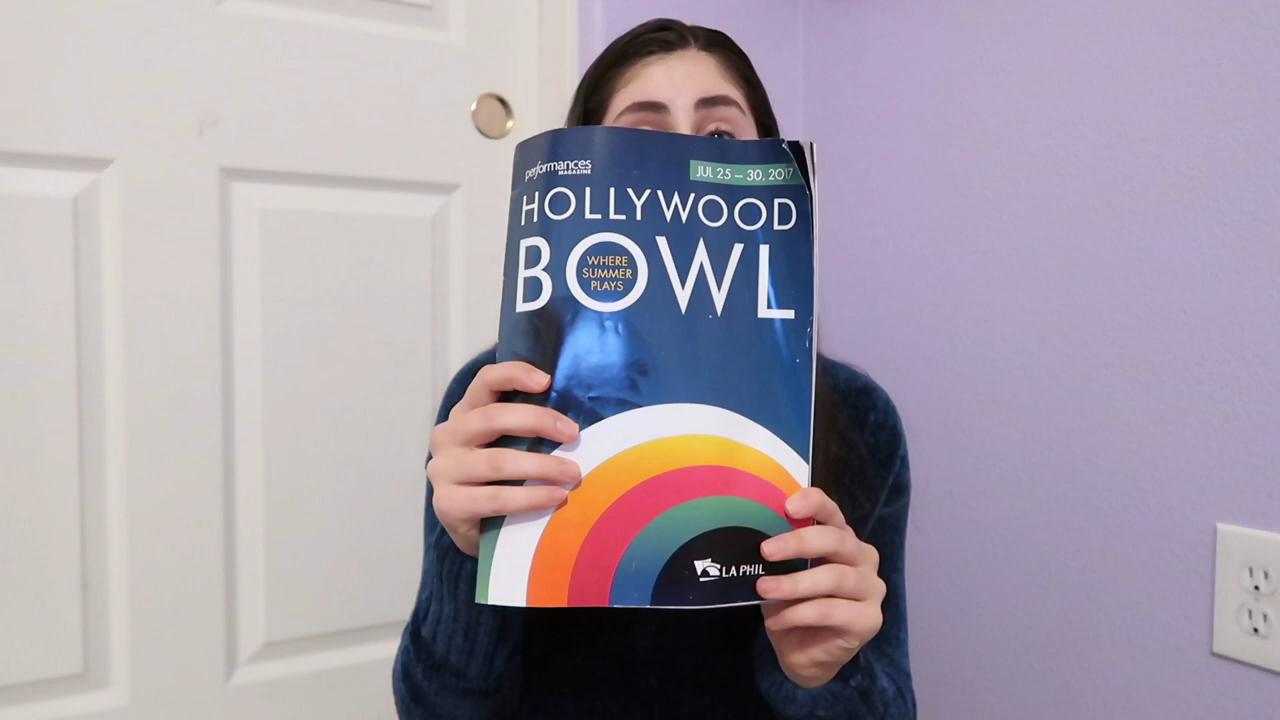 performances
MAGAZINE
JUL 25 – 30, 2017
HOLLYWOOD
BOWL
WHERE
SUMMER
PLAYS
LA PHIL